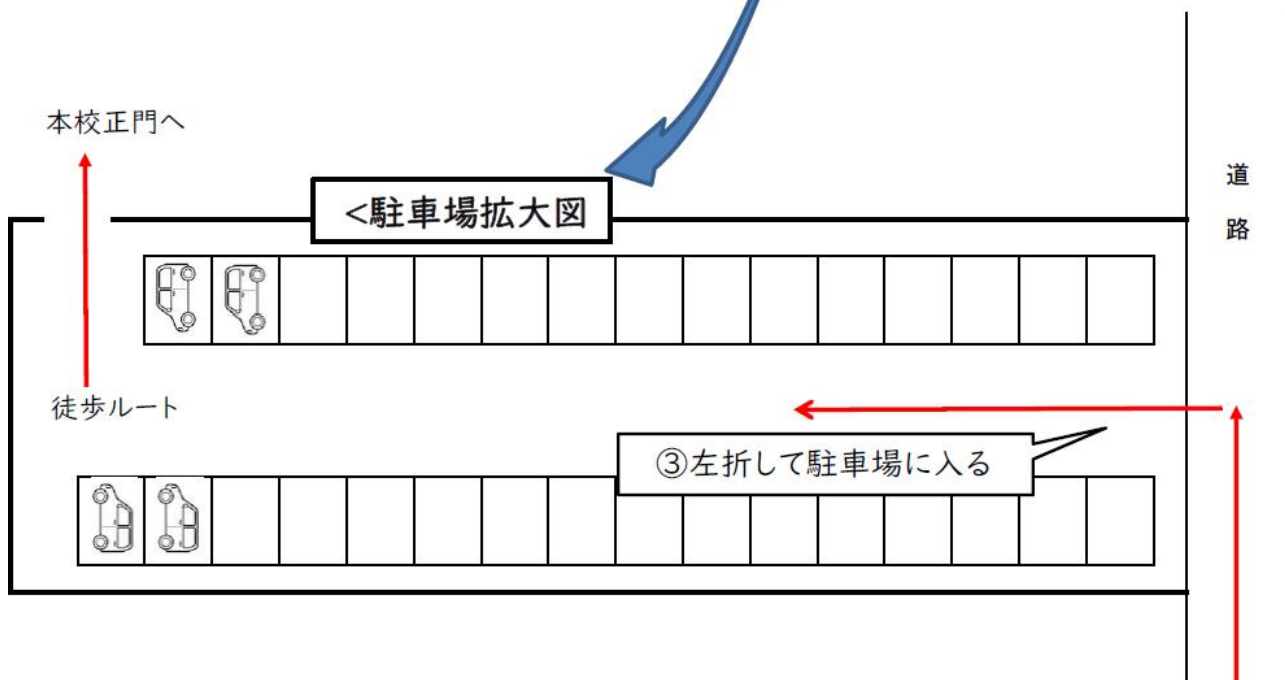 本校正門へ
道路
<駐車場拡大図
徒歩ルート
③左折して駐車場に入る